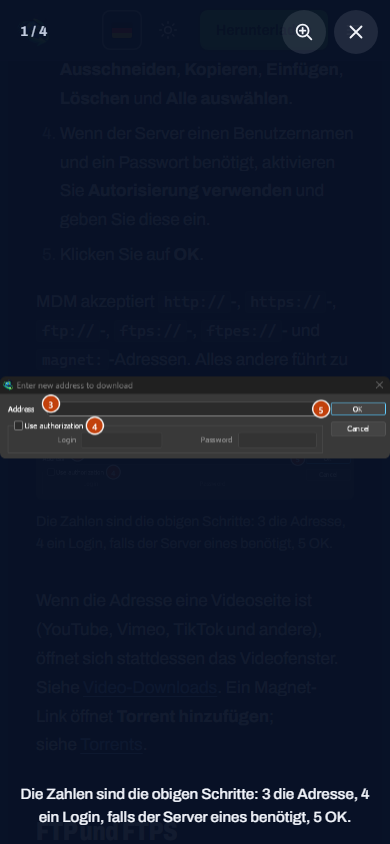 1 / 4
Herunterladen
Ausschneiden, Kopieren, Einfügen,
Löschen und Alle auswählen.
4. Wenn der Server einen Benutzernamen
und ein Passwort benötigt, aktivieren
Sie Autorisierung verwenden und
geben Sie diese ein.
5. Klicken Sie auf OK.
MDM akzeptiert http:// -, https:// -,
ftp:// -, ftps:// -, ftpes:// - und
magnet: -Adressen. Alles andere führt zu
Enter new address to download
Address 3 5 OK
Use authorization 4 Cancel
Login Password
Die Zahlen sind die obigen Schritte: 3 die Adresse,
4 ein Login, falls der Server eines benötigt, 5 OK.
Wenn die Adresse eine Videoseite ist
(YouTube, Vimeo, TikTok und andere),
öffnet sich stattdessen das Videofenster.
Siehe Video-Downloads. Ein Magnet-
Link öffnet Torrent hinzufügen;
siehe Torrents.
Die Zahlen sind die obigen Schritte: 3 die Adresse, 4
ein Login, falls der Server eines benötigt, 5 OK.
FTP und FTPS